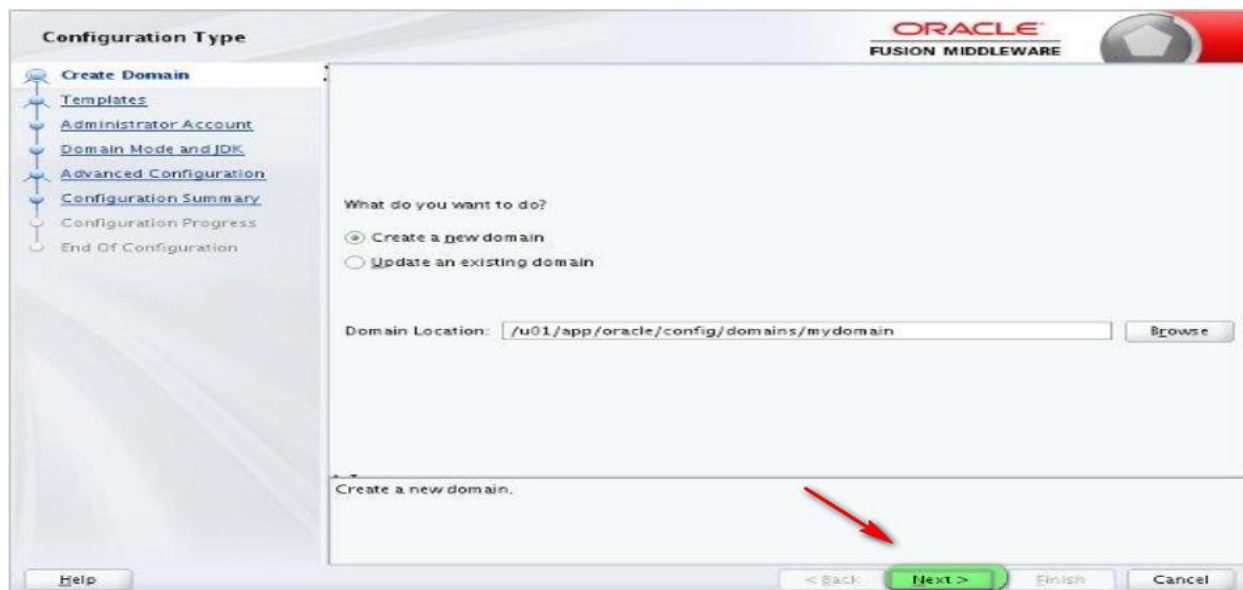 Configuration Type
ORACLE
FUSION MIDDLEWARE
Create Domain
Templates
Administrator Account
Domain Mode and JDK
Advanced Configuration
Configuration Summary
Configuration Progress
End Of Configuration
What do you want to do?
Create a new domain
Update an existing domain
Domain Location: /u01/app/oracle/config/domains/mydomain Browse
Create a new domain.
Help < Back Next > Finish Cancel